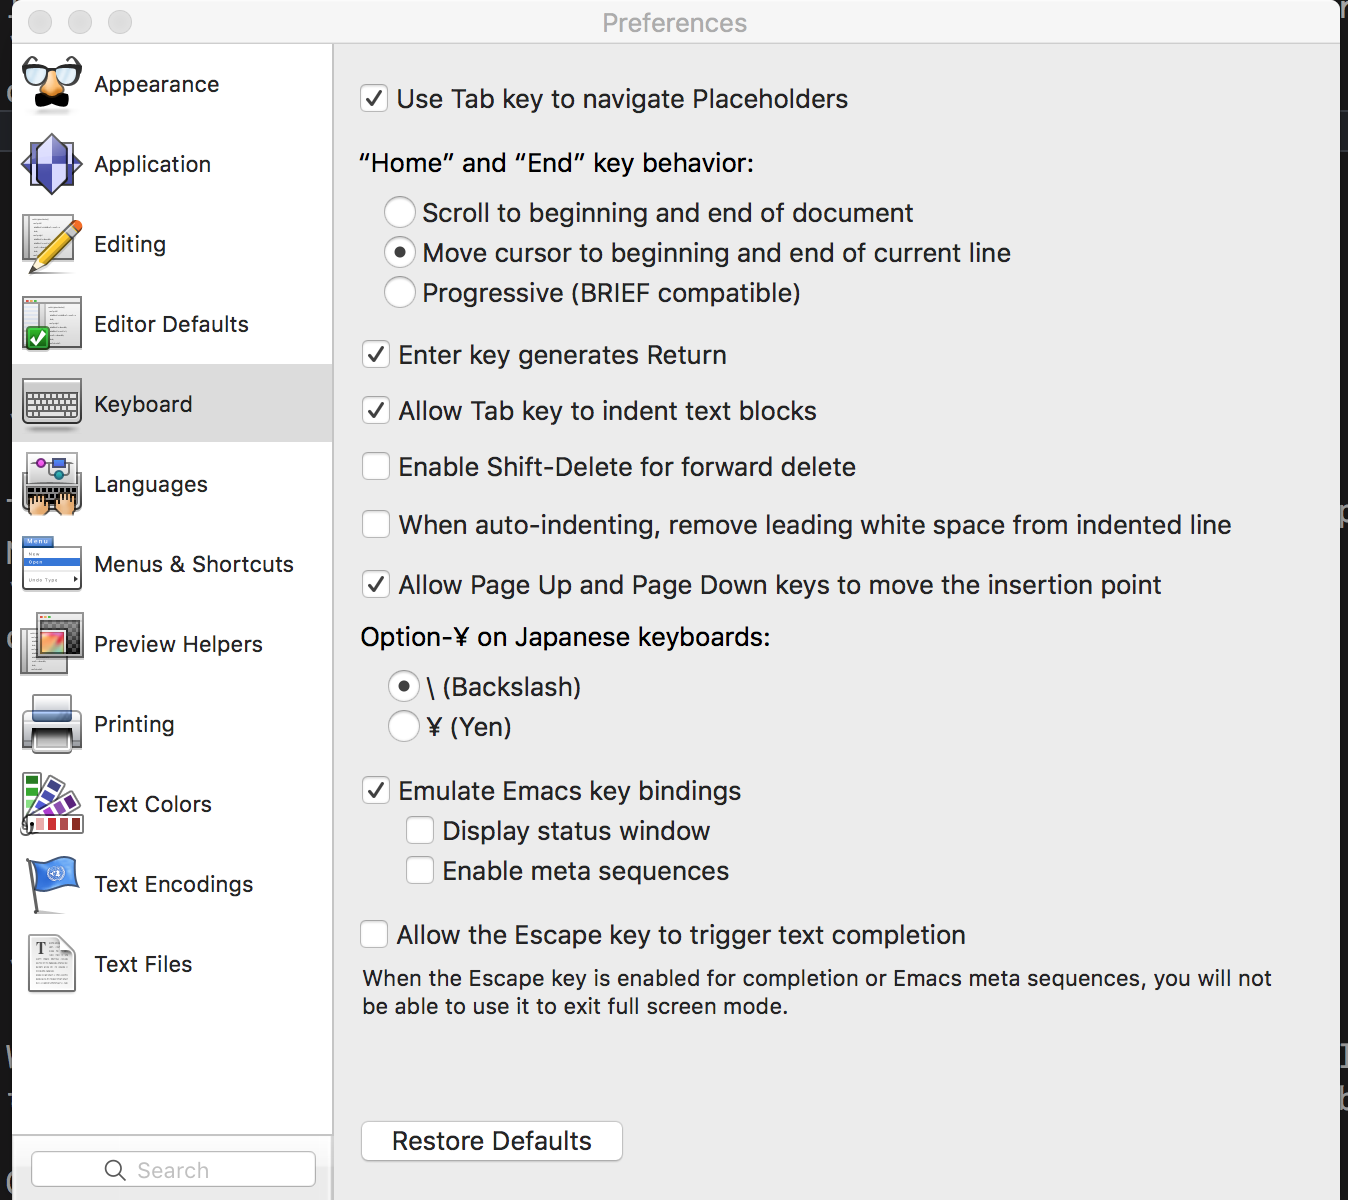 Preferences
Appearance
Application
Editing
Editor Defaults
Keyboard
Languages
Menu
New
Open
Undo Type
Menus & Shortcuts
Preview Helpers
Printing
Text Colors
Text Encodings
T
Text Files
Search
Use Tab key to navigate Placeholders
“Home” and “End” key behavior:
Scroll to beginning and end of document
Move cursor to beginning and end of current line
Progressive (BRIEF compatible)
Enter key generates Return
Allow Tab key to indent text blocks
Enable Shift-Delete for forward delete
When auto-indenting, remove leading white space from indented line
Allow Page Up and Page Down keys to move the insertion point
Option-¥ on Japanese keyboards:
\ (Backslash)
¥ (Yen)
Emulate Emacs key bindings
Display status window
Enable meta sequences
Allow the Escape key to trigger text completion
When the Escape key is enabled for completion or Emacs meta sequences, you will not
be able to use it to exit full screen mode.
Restore Defaults